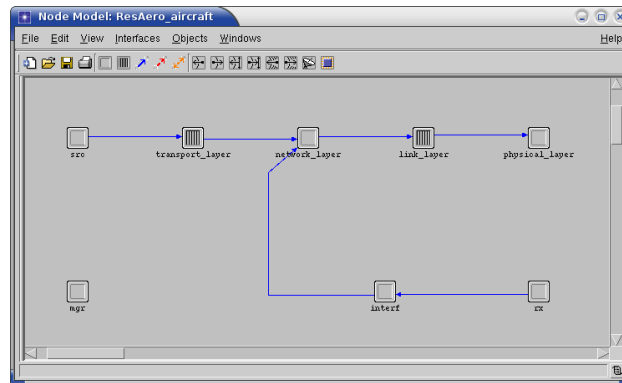 Node Model: ResAero_aircraft
File Edit View Interfaces Objects Windows Help
src transport_layer network_layer link_layer physical_layer
mgr interf rx